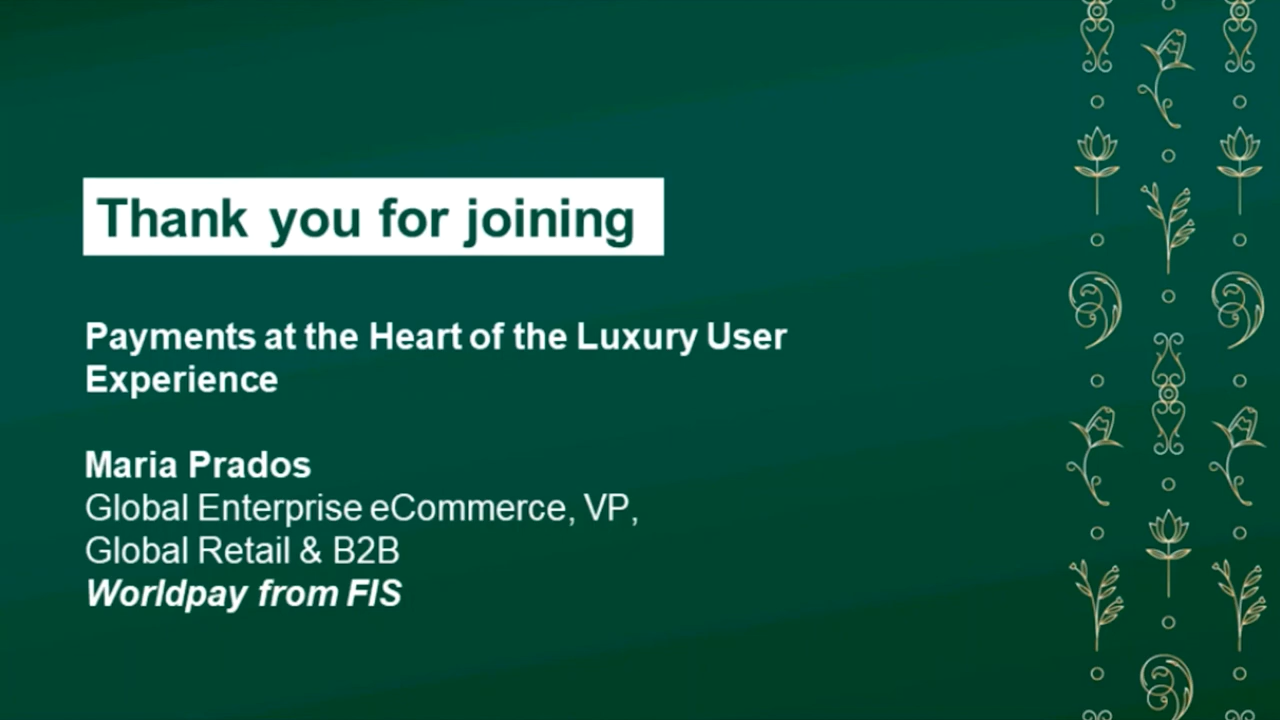 Thank you for joining
Payments at the Heart of the Luxury User
Experience
Maria Prados
Global Enterprise eCommerce, VP,
Global Retail & B2B
Worldpay from FIS